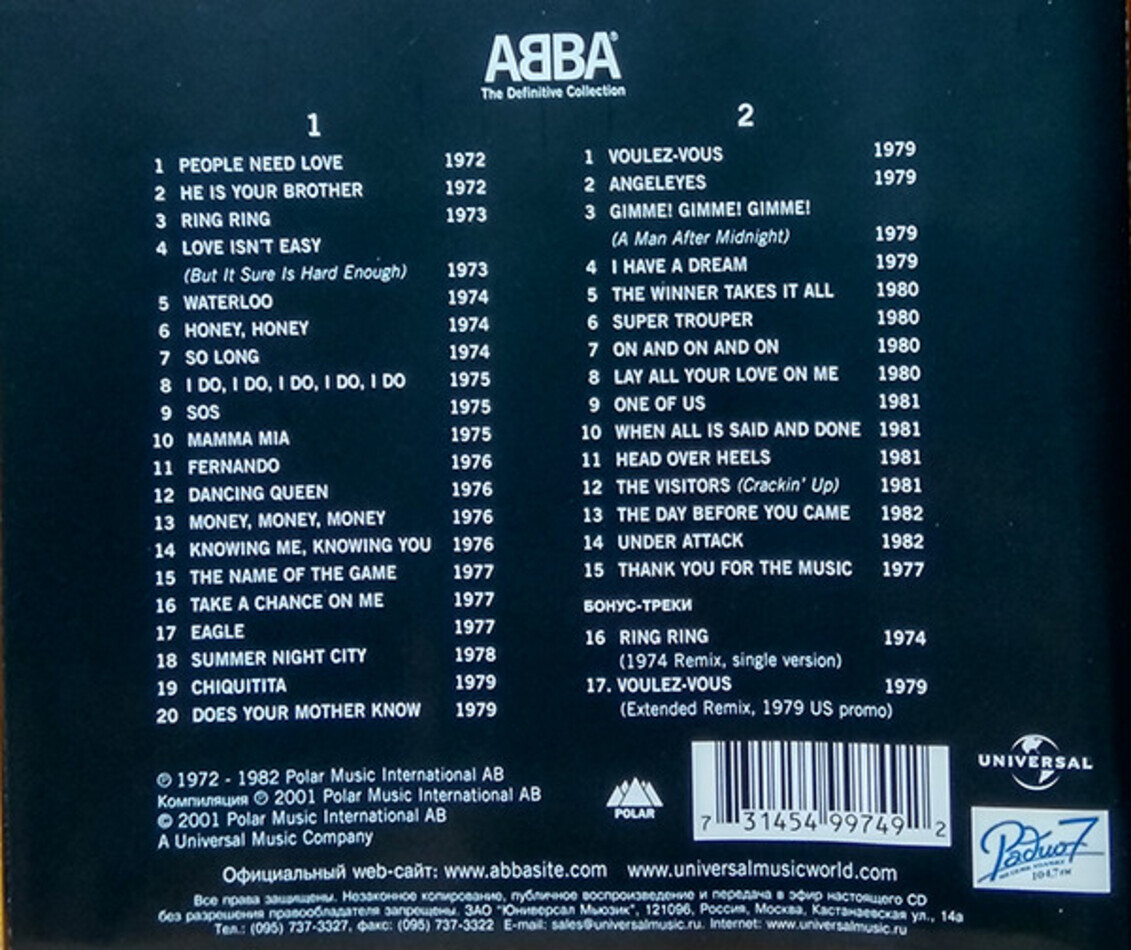 ABBA®
The Definitive Collection
1
1 PEOPLE NEED LOVE 1972
2 HE IS YOUR BROTHER 1972
3 RING RING 1973
4 LOVE ISN'T EASY
(But It Sure Is Hard Enough) 1973
5 WATERLOO 1974
6 HONEY, HONEY 1974
7 SO LONG 1974
8 I DO, I DO, I DO, I DO, I DO 1975
9 SOS 1975
10 MAMMA MIA 1975
11 FERNANDO 1976
12 DANCING QUEEN 1976
13 MONEY, MONEY, MONEY 1976
14 KNOWING ME, KNOWING YOU 1976
15 THE NAME OF THE GAME 1977
16 TAKE A CHANCE ON ME 1977
17 EAGLE 1977
18 SUMMER NIGHT CITY 1978
19 CHIQUITITA 1979
20 DOES YOUR MOTHER KNOW 1979
2
1 VOULEZ-VOUS 1979
2 ANGELEYES 1979
3 GIMME! GIMME! GIMME!
(A Man After Midnight) 1979
4 I HAVE A DREAM 1979
5 THE WINNER TAKES IT ALL 1980
6 SUPER TROUPER 1980
7 ON AND ON AND ON 1980
8 LAY ALL YOUR LOVE ON ME 1980
9 ONE OF US 1981
10 WHEN ALL IS SAID AND DONE 1981
11 HEAD OVER HEELS 1981
12 THE VISITORS (Crackin' Up) 1981
13 THE DAY BEFORE YOU CAME 1982
14 UNDER ATTACK 1982
15 THANK YOU FOR THE MUSIC 1977
БОНУС-ТРЕКИ
16 RING RING 1974
(1974 Remix, single version)
17. VOULEZ-VOUS 1979
(Extended Remix, 1979 US promo)
℗ 1972 - 1982 Polar Music International AB
Компиляция ℗ 2001 Polar Music International AB
© 2001 Polar Music International AB
A Universal Music Company
POLAR
7 31454 99749 2
UNIVERSAL
Радио 7
104.7 FM
Официальный web-сайт: www.abbasite.com www.universalmusicworld.com
Все права защищены. Незаконное копирование, публичное воспроизведение и передача в эфир настоящего CD
без разрешения правообладателя запрещены. ЗАО "Юниверсал Мьюзик", 121096, Россия, Москва, Кастанаевская ул., 14а
Тел.: (095) 737-3327, факс: (095) 737-3322 E-mail: sales@universalmusic.ru. Internet: www.universalmusic.ru